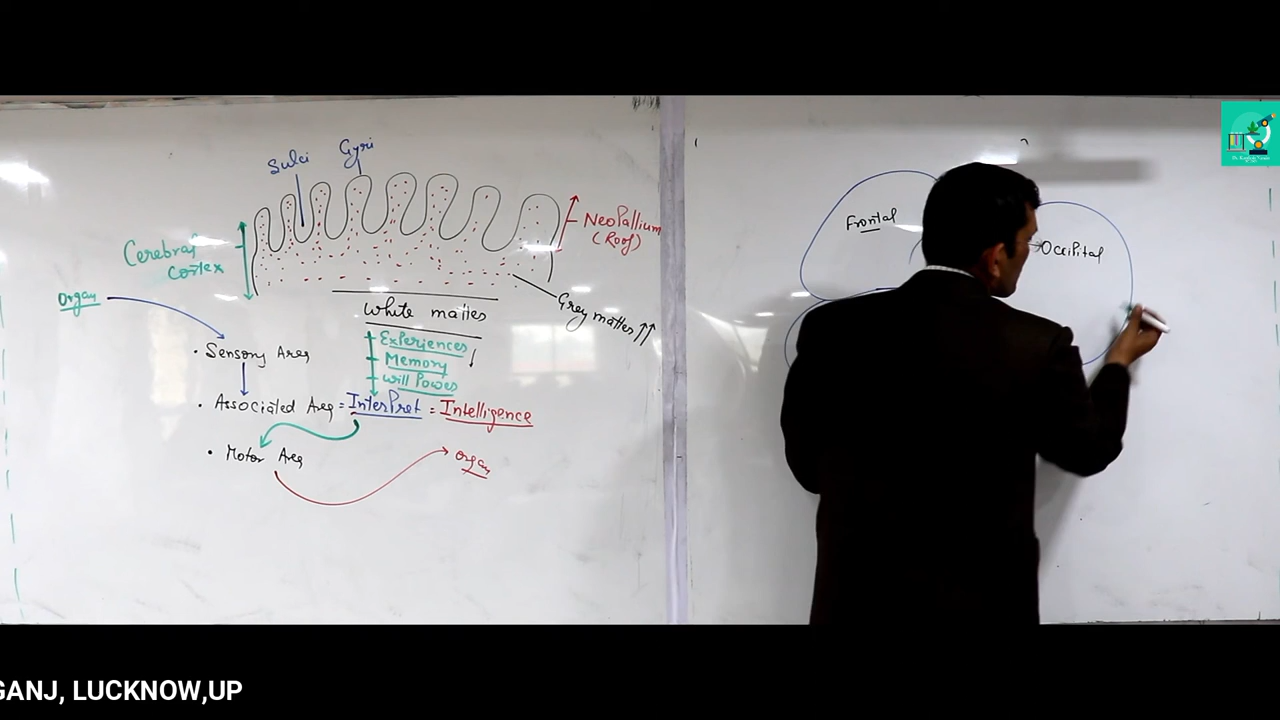 Sulci
Gyri
NeoPallium
(Roof)
Cerebral
Cortex
Organ
Grey matter
White matter
Experiences
Memory
Will Power
• Sensory Area
• Associated Area = InterPret = Intelligence
• Motor Area
organ
Frontal
Occipital
GANJ, LUCKNOW,UP